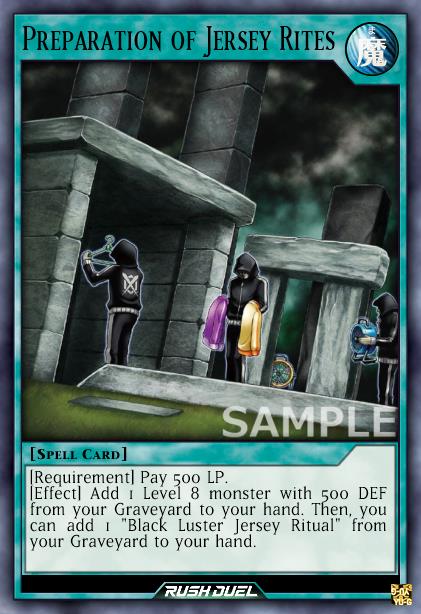 PREPARATION OF JERSEY RITES
ま
魔
SAMPLE
[SPELL CARD]
[Requirement] Pay 500 LP.
[Effect] Add 1 Level 8 monster with 500 DEF
from your Graveyard to your hand. Then, you
can add 1 "Black Luster Jersey Ritual" from
your Graveyard to your hand.
RUSH DUEL